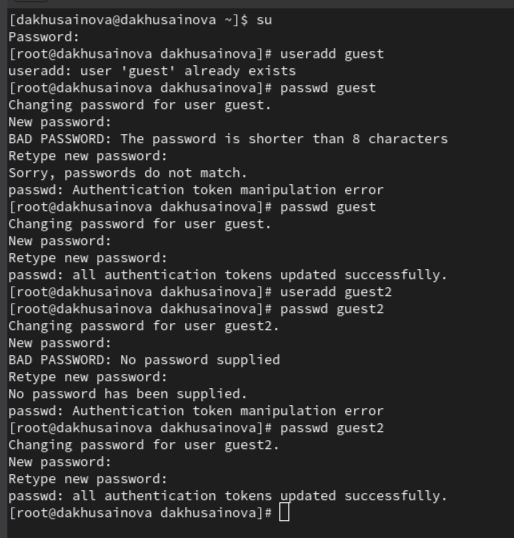 [dakhusainova@dakhusainova ~]$ su
Password:
[root@dakhusainova dakhusainova]# useradd guest
useradd: user 'guest' already exists
[root@dakhusainova dakhusainova]# passwd guest
Changing password for user guest.
New password:
BAD PASSWORD: The password is shorter than 8 characters
Retype new password:
Sorry, passwords do not match.
passwd: Authentication token manipulation error
[root@dakhusainova dakhusainova]# passwd guest
Changing password for user guest.
New password:
Retype new password:
passwd: all authentication tokens updated successfully.
[root@dakhusainova dakhusainova]# useradd guest2
[root@dakhusainova dakhusainova]# passwd guest2
Changing password for user guest2.
New password:
BAD PASSWORD: No password supplied
Retype new password:
No password has been supplied.
passwd: Authentication token manipulation error
[root@dakhusainova dakhusainova]# passwd guest2
Changing password for user guest2.
New password:
Retype new password:
passwd: all authentication tokens updated successfully.
[root@dakhusainova dakhusainova]#